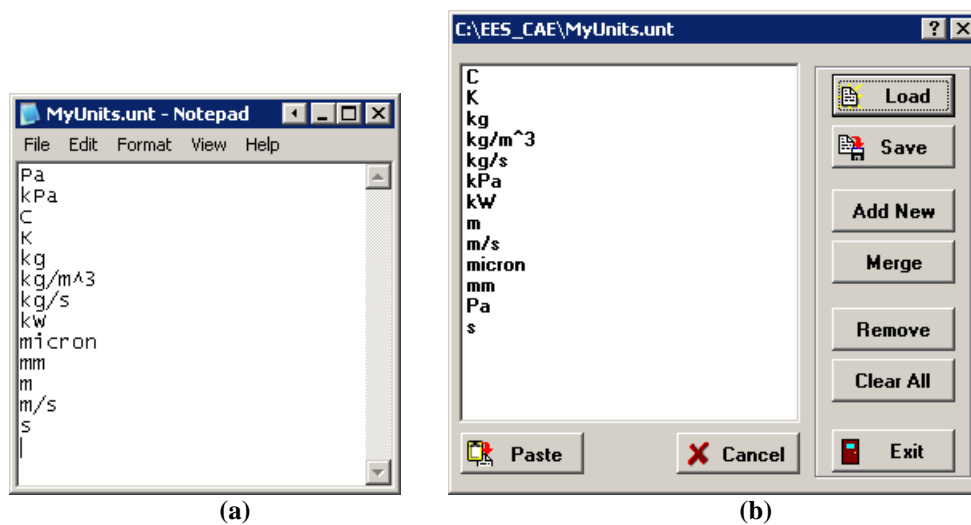 MyUnits.unt - Notepad
File Edit Format View Help
Pa
kPa
C
K
kg
kg/m^3
kg/s
kW
micron
mm
m
m/s
s
(a)
C:\EES_CAE\MyUnits.unt
C
K
kg
kg/m^3
kg/s
kPa
kW
m
m/s
micron
mm
Pa
s
Load
Save
Add New
Merge
Remove
Clear All
Paste
Cancel
Exit
(b)